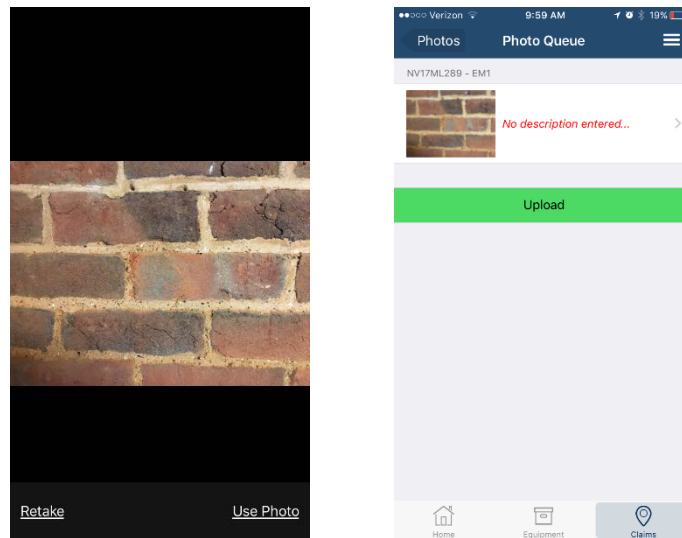 Retake
Use Photo
Verizon 9:59 AM 19%
Photos
Photo Queue
NV17ML289 - EM1
No description entered...
Upload
Home
Equipment
Claims